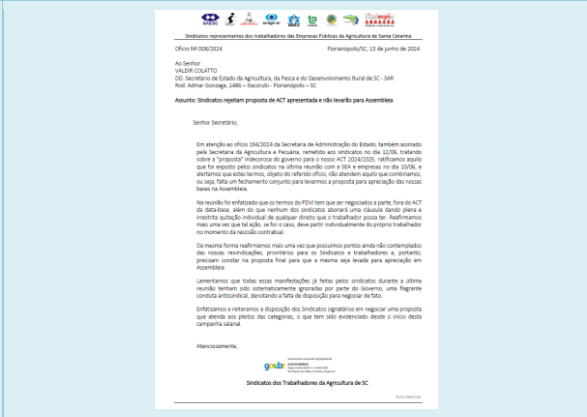 Sindicatos representantes dos trabalhadores das Empresas Públicas da Agricultura de Santa Catarina
Ofício Nº 008/2024 Florianópolis/SC, 13 de junho de 2024.
Ao Senhor
VALDIR COLATTO
DD. Secretário de Estado da Agricultura, da Pesca e do Desenvolvimento Rural de SC - SAR
Rod. Admar Gonzaga, 1486 – Itacorubi - Florianópolis – SC
Assunto: Sindicatos rejeitam proposta de ACT apresentada e não levarão para Assembleia
Senhor Secretário,
Em atenção ao ofício 194/2024 da Secretaria de Administração do Estado, também assinado
pela Secretaria da Agricultura e Pecuária, remetido aos sindicatos no dia 12/06, tratando
sobre a "proposta" indecorosa do governo para o nosso ACT 2024/2025, ratificamos aquilo
que foi exposto pelos sindicatos na última reunião com a SEA e empresas no dia 10/06, e
alertamos que estes termos, objeto do referido ofício, não atendem aquilo que combinamos,
ou seja, falta um fechamento conjunto para levarmos a proposta para apreciação das nossas
bases na Assembleia.
Na reunião foi enfatizado que os termos do PDVI tem que ser negociados a parte, fora do ACT
da data-base, além do que nenhum dos sindicatos abonará uma cláusula dando plena e
irrestrita quitação individual de qualquer direito que o trabalhador possa ter. Reafirmamos
mais uma vez que tal ação, se for o caso, deve partir individualmente do próprio trabalhador
no momento da rescisão contratual.
Da mesma forma reafirmamos mais uma vez que possuímos pontos ainda não contemplados
das nossas reivindicações, prioritários para os Sindicatos e trabalhadores e, portanto,
precisam constar na proposta final para que a mesma seja levada para apreciação em
Assembleia.
Lamentamos que todas essas manifestações já feitas pelos sindicatos durante a última
reunião tenham sido sistematicamente ignoradas por parte do Governo, uma flagrante
conduta antissindical, denotando a falta de disposição para negociar de fato.
Enfatizamos e reiteramos a disposição dos Sindicatos signatários em negociar uma proposta
que atenda aos pleitos das categorias, o que tem sido evidenciado desde o início desta
campanha salarial.
Atenciosamente,
gov.br
Sindicatos dos Trabalhadores da Agricultura de SC